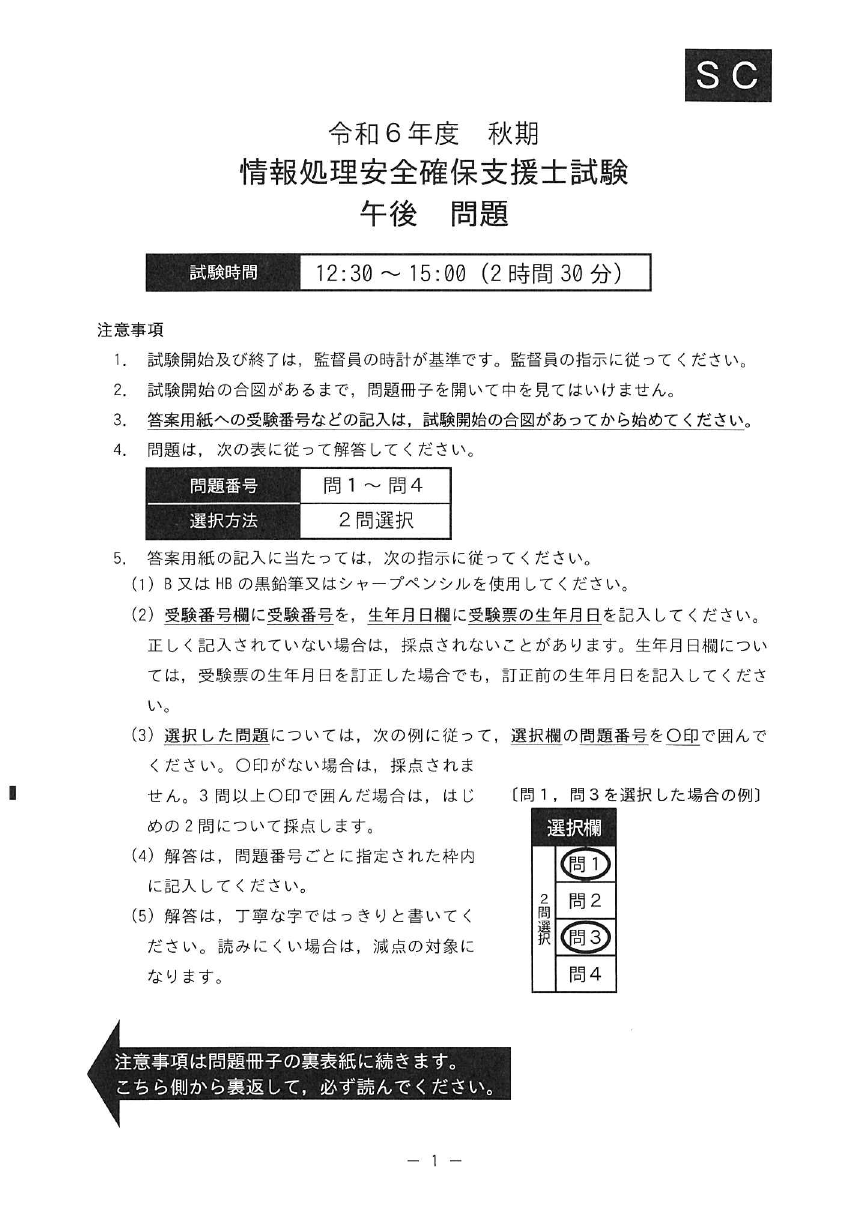 SC
令和６年度　秋期
情報処理安全確保支援士試験
午後　問題
試験時間　12:30 ～ 15:00（2 時間 30 分）
注意事項
1. 試験開始及び終了は，監督員の時計が基準です。監督員の指示に従ってください。
2. 試験開始の合図があるまで，問題冊子を開いて中を見てはいけません。
3. 答案用紙への受験番号などの記入は，試験開始の合図があってから始めてください。
4. 問題は，次の表に従って解答してください。
問題番号　問１～問４
選択方法　２問選択
5. 答案用紙の記入に当たっては，次の指示に従ってください。
(1) B 又は HB の黒鉛筆又はシャープペンシルを使用してください。
(2) 受験番号欄に受験番号を，生年月日欄に受験票の生年月日を記入してください。
正しく記入されていない場合は，採点されないことがあります。生年月日欄につい
ては，受験票の生年月日を訂正した場合でも，訂正前の生年月日を記入してくださ
い。
(3) 選択した問題については，次の例に従って，選択欄の問題番号を○印で囲んで
ください。○印がない場合は，採点されま
せん。3 問以上○印で囲んだ場合は，はじ
めの 2 問について採点します。
(4) 解答は，問題番号ごとに指定された枠内
に記入してください。
(5) 解答は，丁寧な字ではっきりと書いてく
ださい。読みにくい場合は，減点の対象に
なります。
〔問１，問３を選択した場合の例〕
選択欄
２問選択
問１
問２
問３
問４
注意事項は問題冊子の裏表紙に続きます。
こちら側から裏返して，必ず読んでください。
－ 1 －